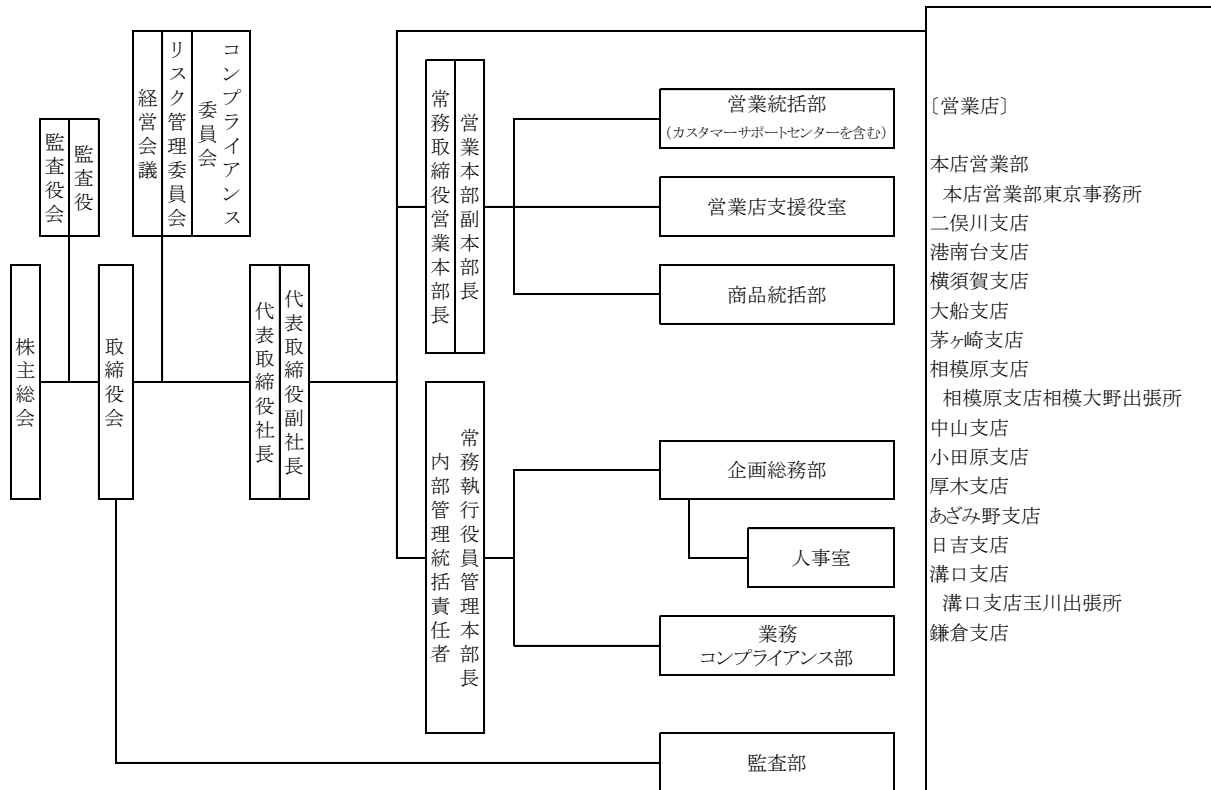 株主総会
監査役会
監査役
取締役会
経営会議
リスク管理委員会
コンプライアンス
委員会
代表取締役社長
代表取締役副社長
常務取締役営業本部長
営業本部副本部長
内部管理統括責任者
常務執行役員管理本部長
営業統括部
(カスタマーサポートセンターを含む)
営業店支援役室
商品統括部
企画総務部
人事室
業務
コンプライアンス部
監査部
〔営業店〕
本店営業部
本店営業部東京事務所
二俣川支店
港南台支店
横須賀支店
大船支店
茅ヶ崎支店
相模原支店
相模原支店相模大野出張所
中山支店
小田原支店
厚木支店
あざみ野支店
日吉支店
溝口支店
溝口支店玉川出張所
鎌倉支店